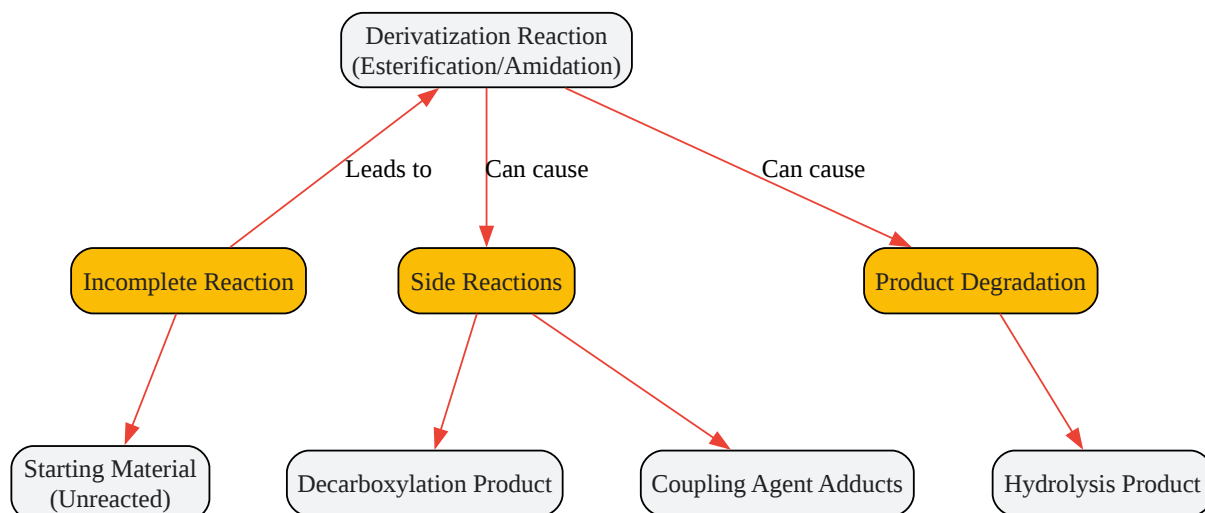 Derivatization Reaction
(Esterification/Amidation)
Leads to
Can cause
Can cause
Incomplete Reaction
Side Reactions
Product Degradation
Starting Material
(Unreacted)
Decarboxylation Product
Coupling Agent Adducts
Hydrolysis Product